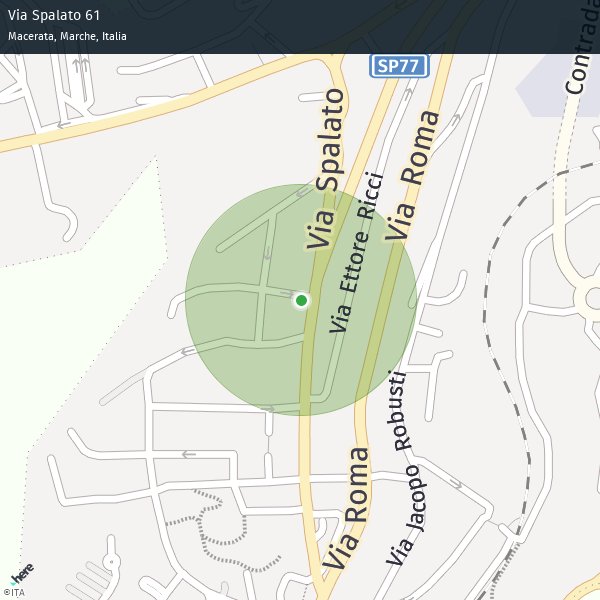 Via Spalato 61
Macerata, Marche, Italia
SP77
Contrada
Via Spalato
Via Roma
Via Ettore Ricci
Via Jacopo Robusti
Via Roma
here
©ITA